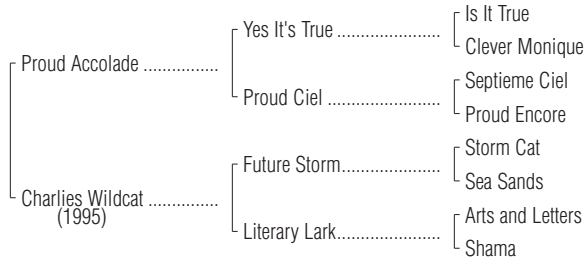 Is It True
Yes It's True ....................
Clever Monique
Proud Accolade ...............
Septieme Ciel
Proud Ciel ......................
Proud Encore
Storm Cat
Future Storm...................
Sea Sands
Charlies Wildcat ..............
(1995)
Arts and Letters
Literary Lark....................
Shama